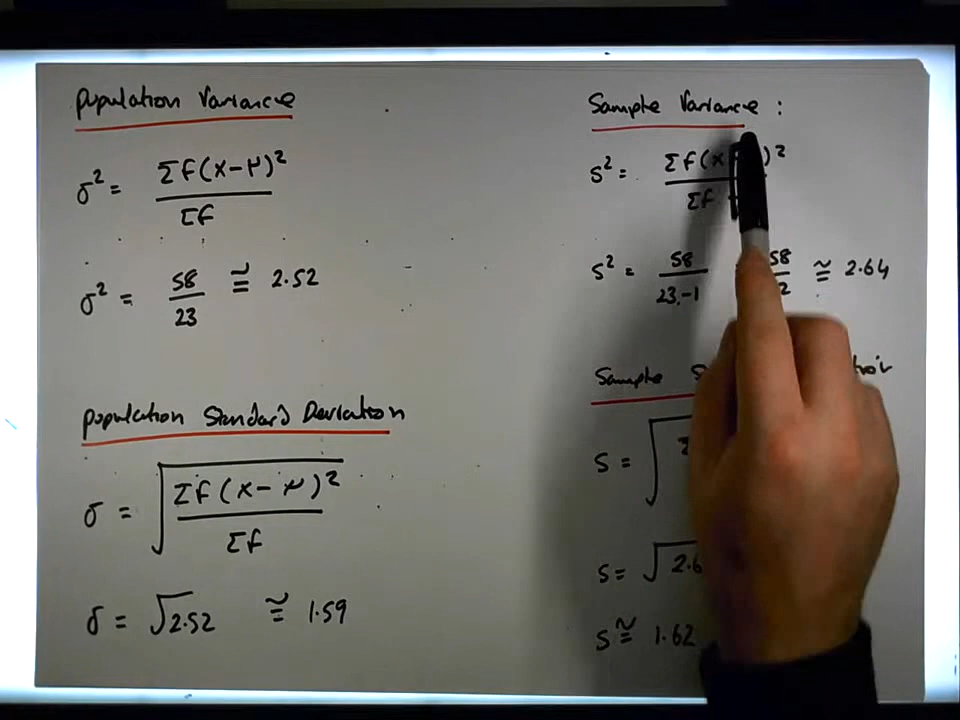 Population Variance
σ² = Σf(x-μ)²
Σf
σ² = 58 ≅ 2.52
23
Population Standard Deviation
σ = √Σf(x-μ)²
Σf
σ = √2.52 ≅ 1.59
Sample Variance :
s² = Σf(x )²
Σf
s² = 58 58 ≅ 2.64
23-1 2
Sample
s = √Σ
s = √2.6
s ≅ 1.62